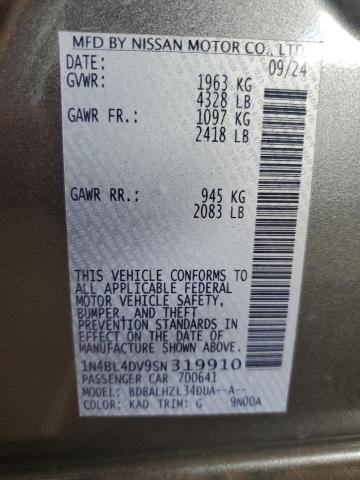 MFD BY NISSAN MOTOR CO., LTD
DATE: 09/24
GVWR: 1963 KG
4328 LB
GAWR FR.: 1097 KG
2418 LB
GAWR RR.: 945 KG
2083 LB
THIS VEHICLE CONFORMS TO
ALL APPLICABLE FEDERAL
MOTOR VEHICLE SAFETY,
BUMPER, AND THEFT
PREVENTION STANDARDS
IN EFFECT ON THE DATE OF
MANUFACTURE SHOWN ABOVE.
1N4BL4DV9SN319910
PASSENGER CAR 700641
MODEL: BDBALHZL34DUA--A--
COLOR: KAD TRIM: G 9N00A